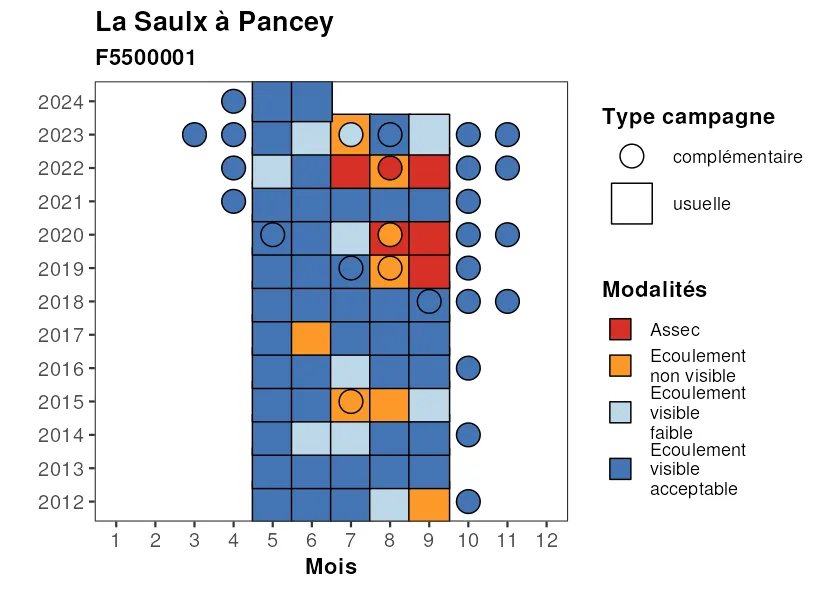 La Saulx à Pancey
F5500001
2024
2023
2022
2021
2020
2019
2018
2017
2016
2015
2014
2013
2012
1 2 3 4 5 6 7 8 9 10 11 12
Mois
Type campagne
complémentaire
usuelle
Modalités
Assec
Ecoulement
non visible
Ecoulement
visible
faible
Ecoulement
visible
acceptable